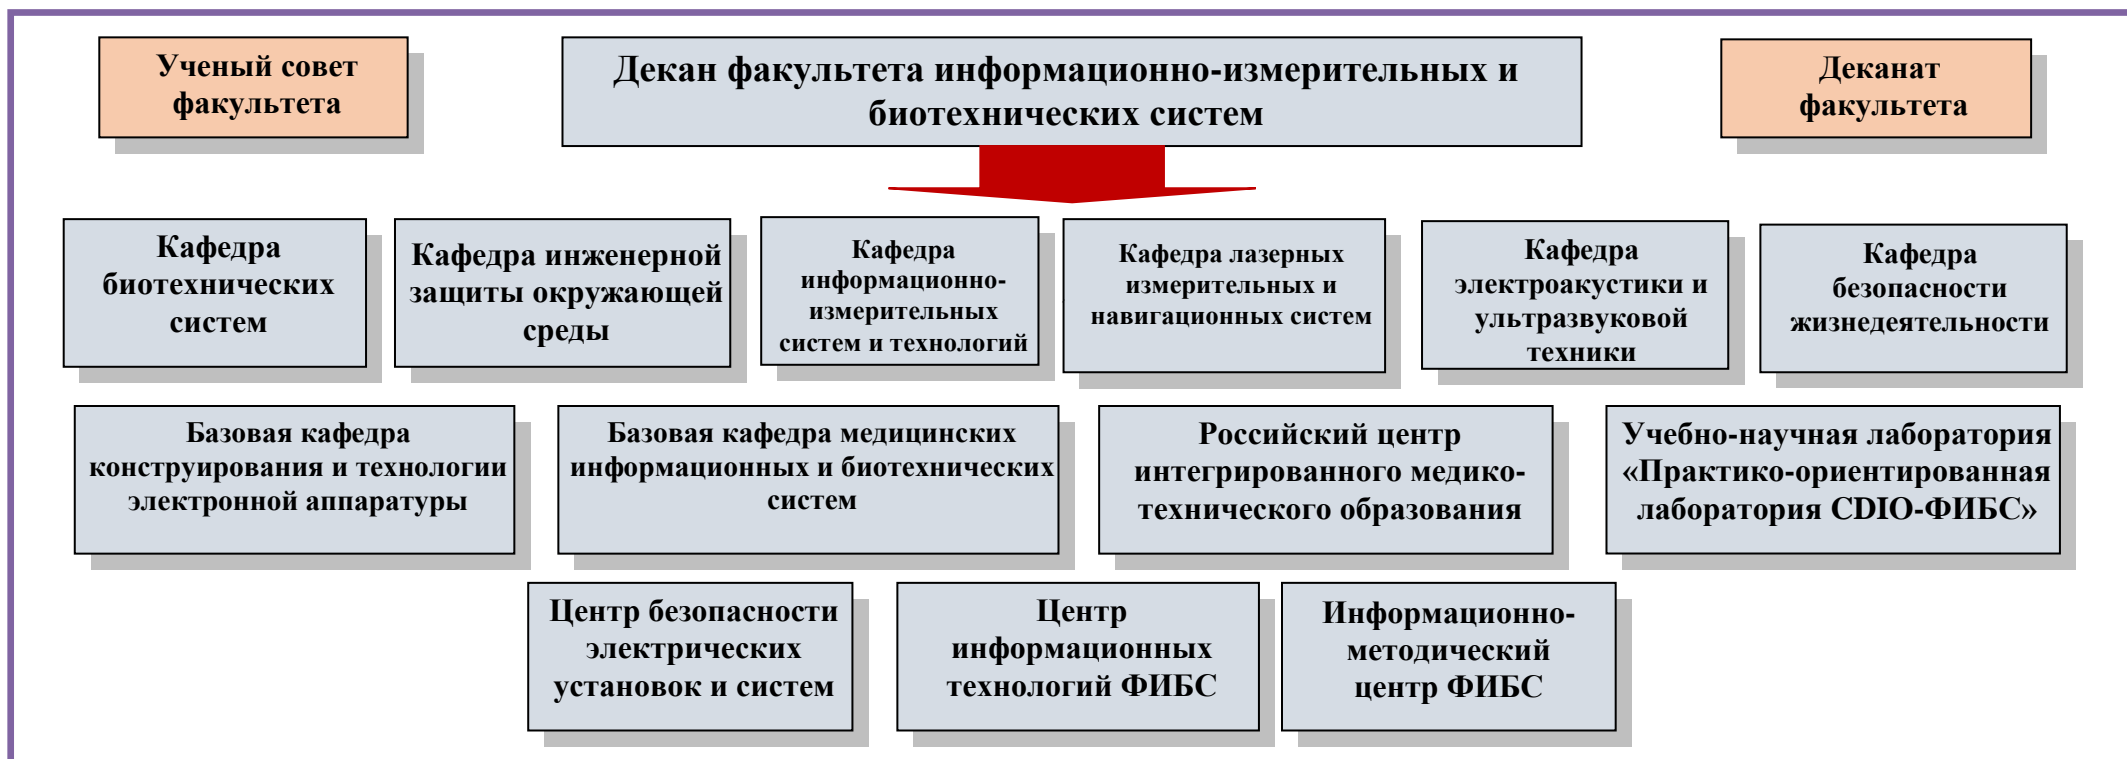 Ученый совет
факультета
Декан факультета информационно-измерительных и
биотехнических систем
Деканат
факультета
Кафедра
биотехнических
систем
Кафедра инженерной
защиты окружающей
среды
Кафедра
информационно-
измерительных
систем и технологий
Кафедра лазерных
измерительных и
навигационных систем
Кафедра
электроакустики и
ультразвуковой
техники
Кафедра
безопасности
жизнедеятельности
Базовая кафедра
конструирования и технологии
электронной аппаратуры
Базовая кафедра медицинских
информационных и биотехнических
систем
Российский центр
интегрированного медико-
технического образования
Учебно-научная лаборатория
«Практико-ориентированная
лаборатория CDIO-ФИБС»
Центр безопасности
электрических
установок и систем
Центр
информационных
технологий ФИБС
Информационно-
методический
центр ФИБС